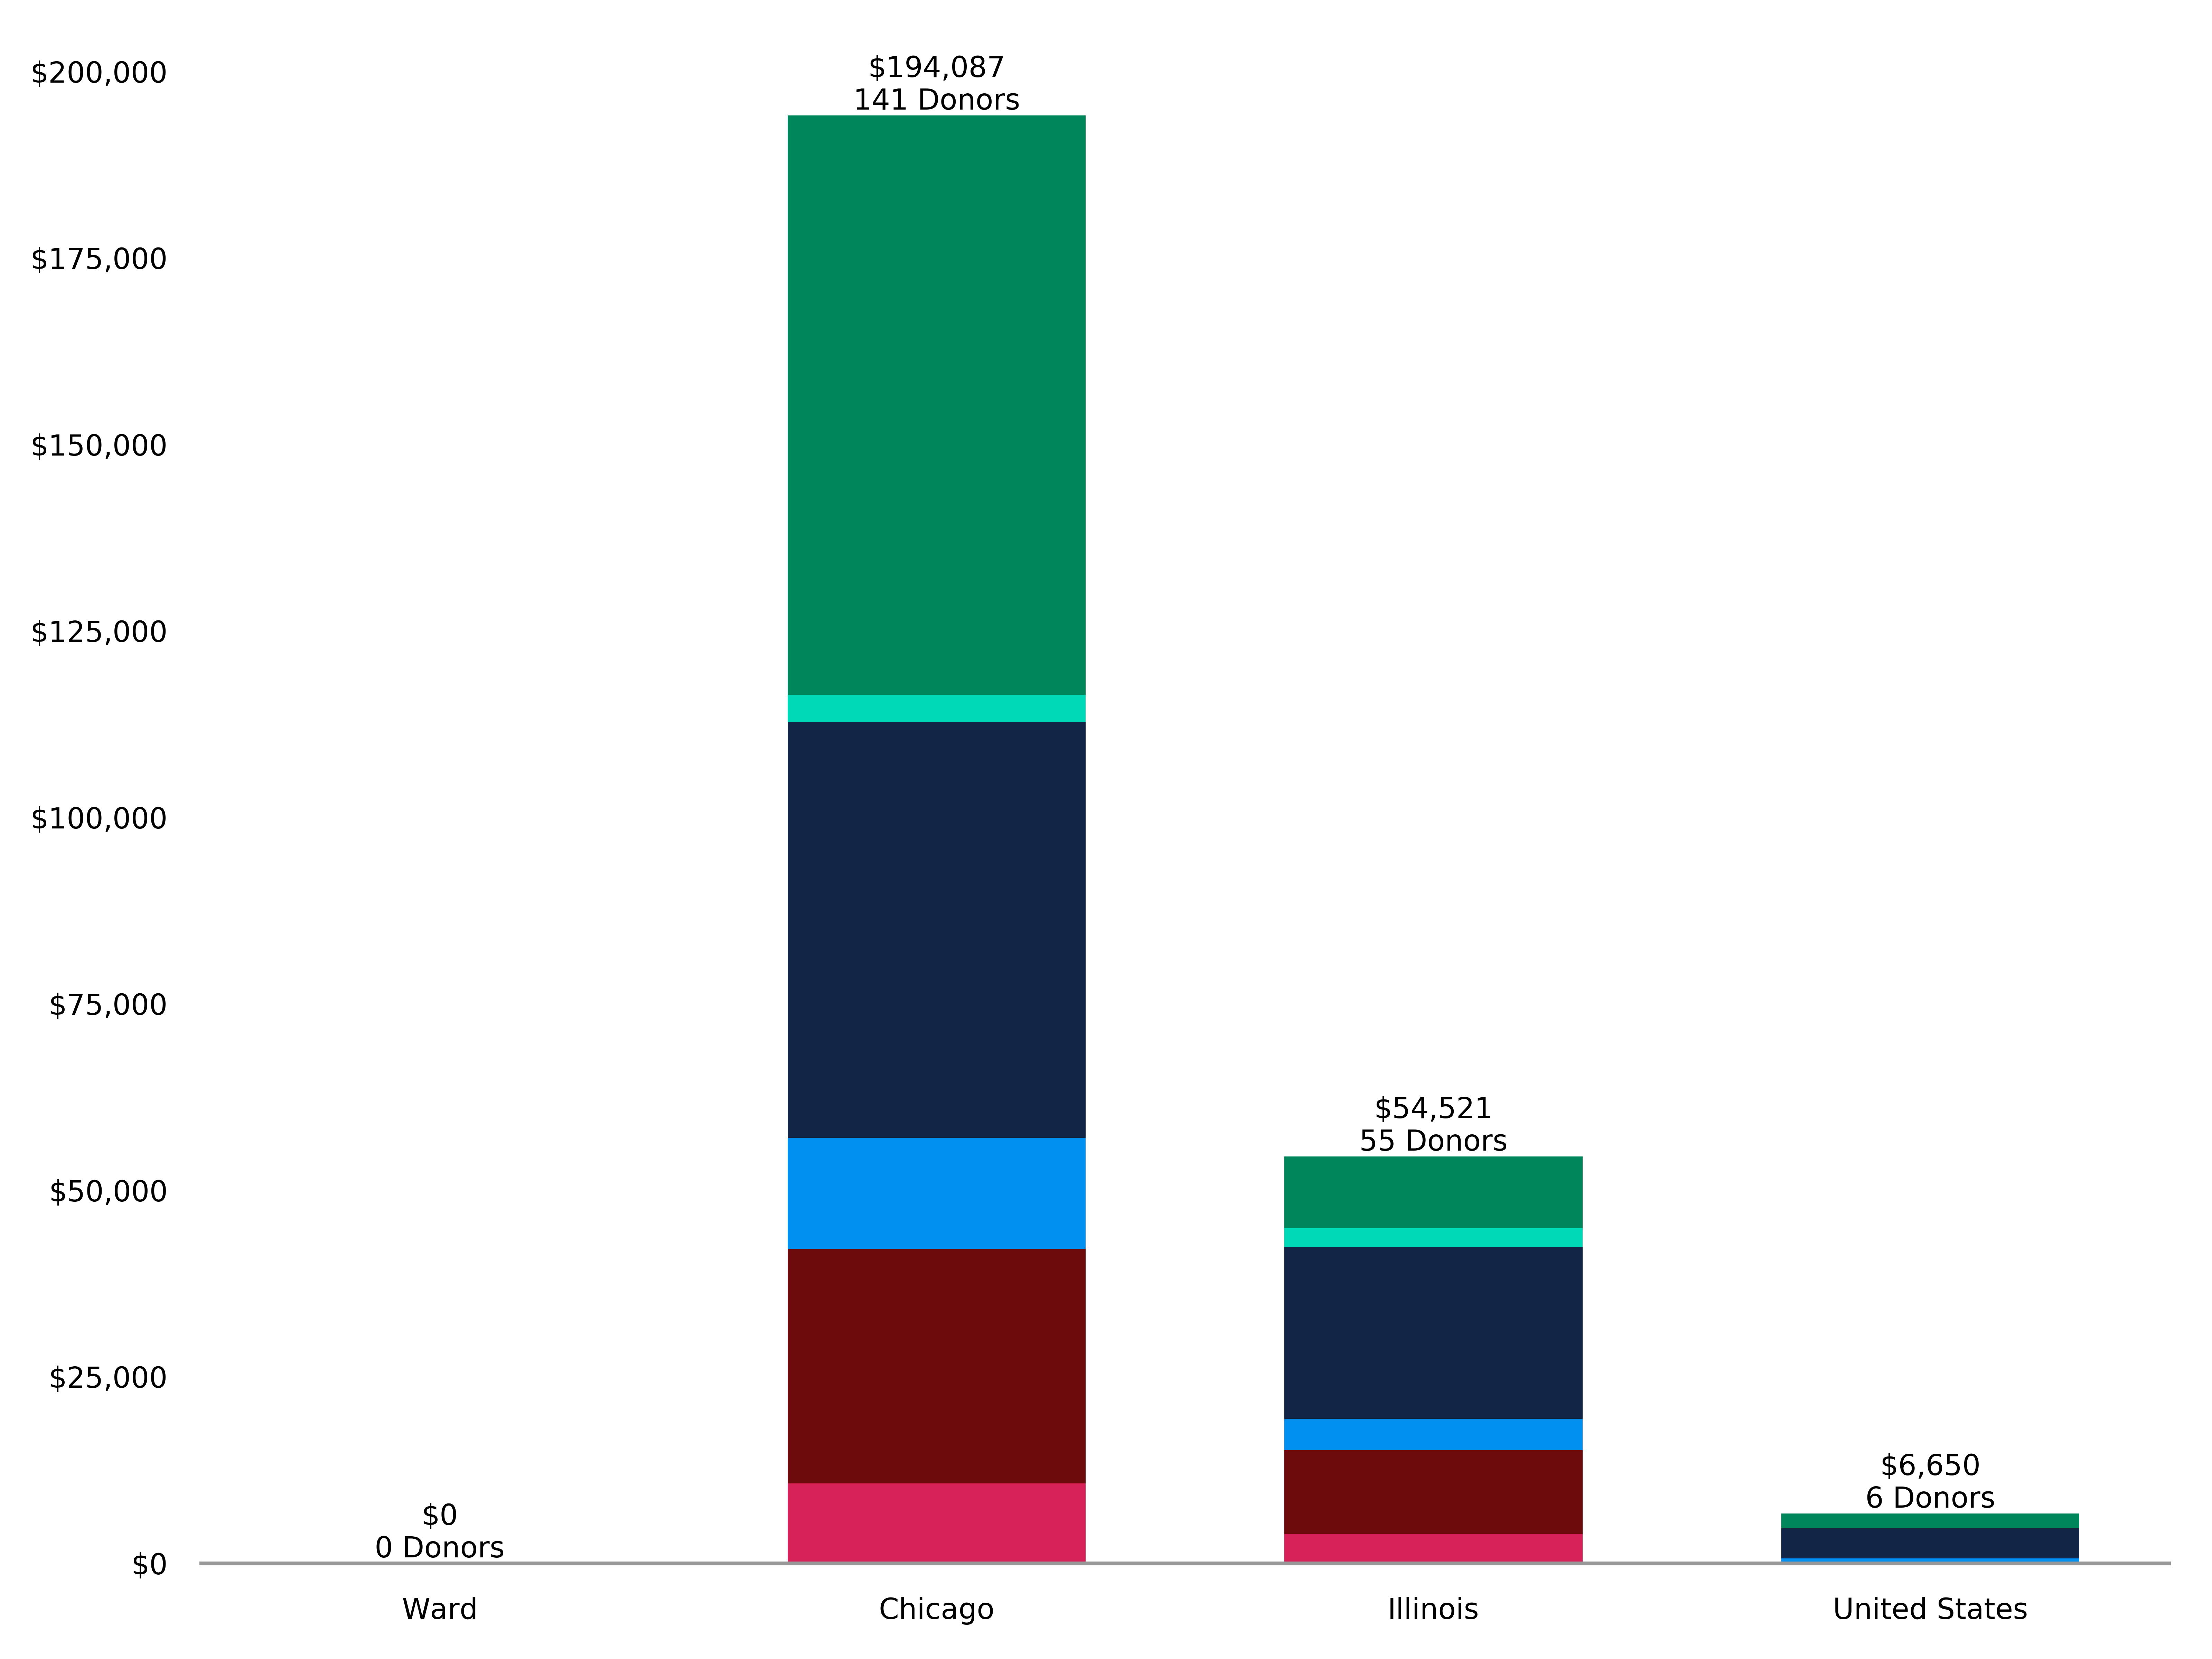 $200,000
$175,000
$150,000
$125,000
$100,000
$75,000
$50,000
$25,000
$0
$194,087
141 Donors
$54,521
55 Donors
$6,650
6 Donors
$0
0 Donors
Ward
Chicago
Illinois
United States